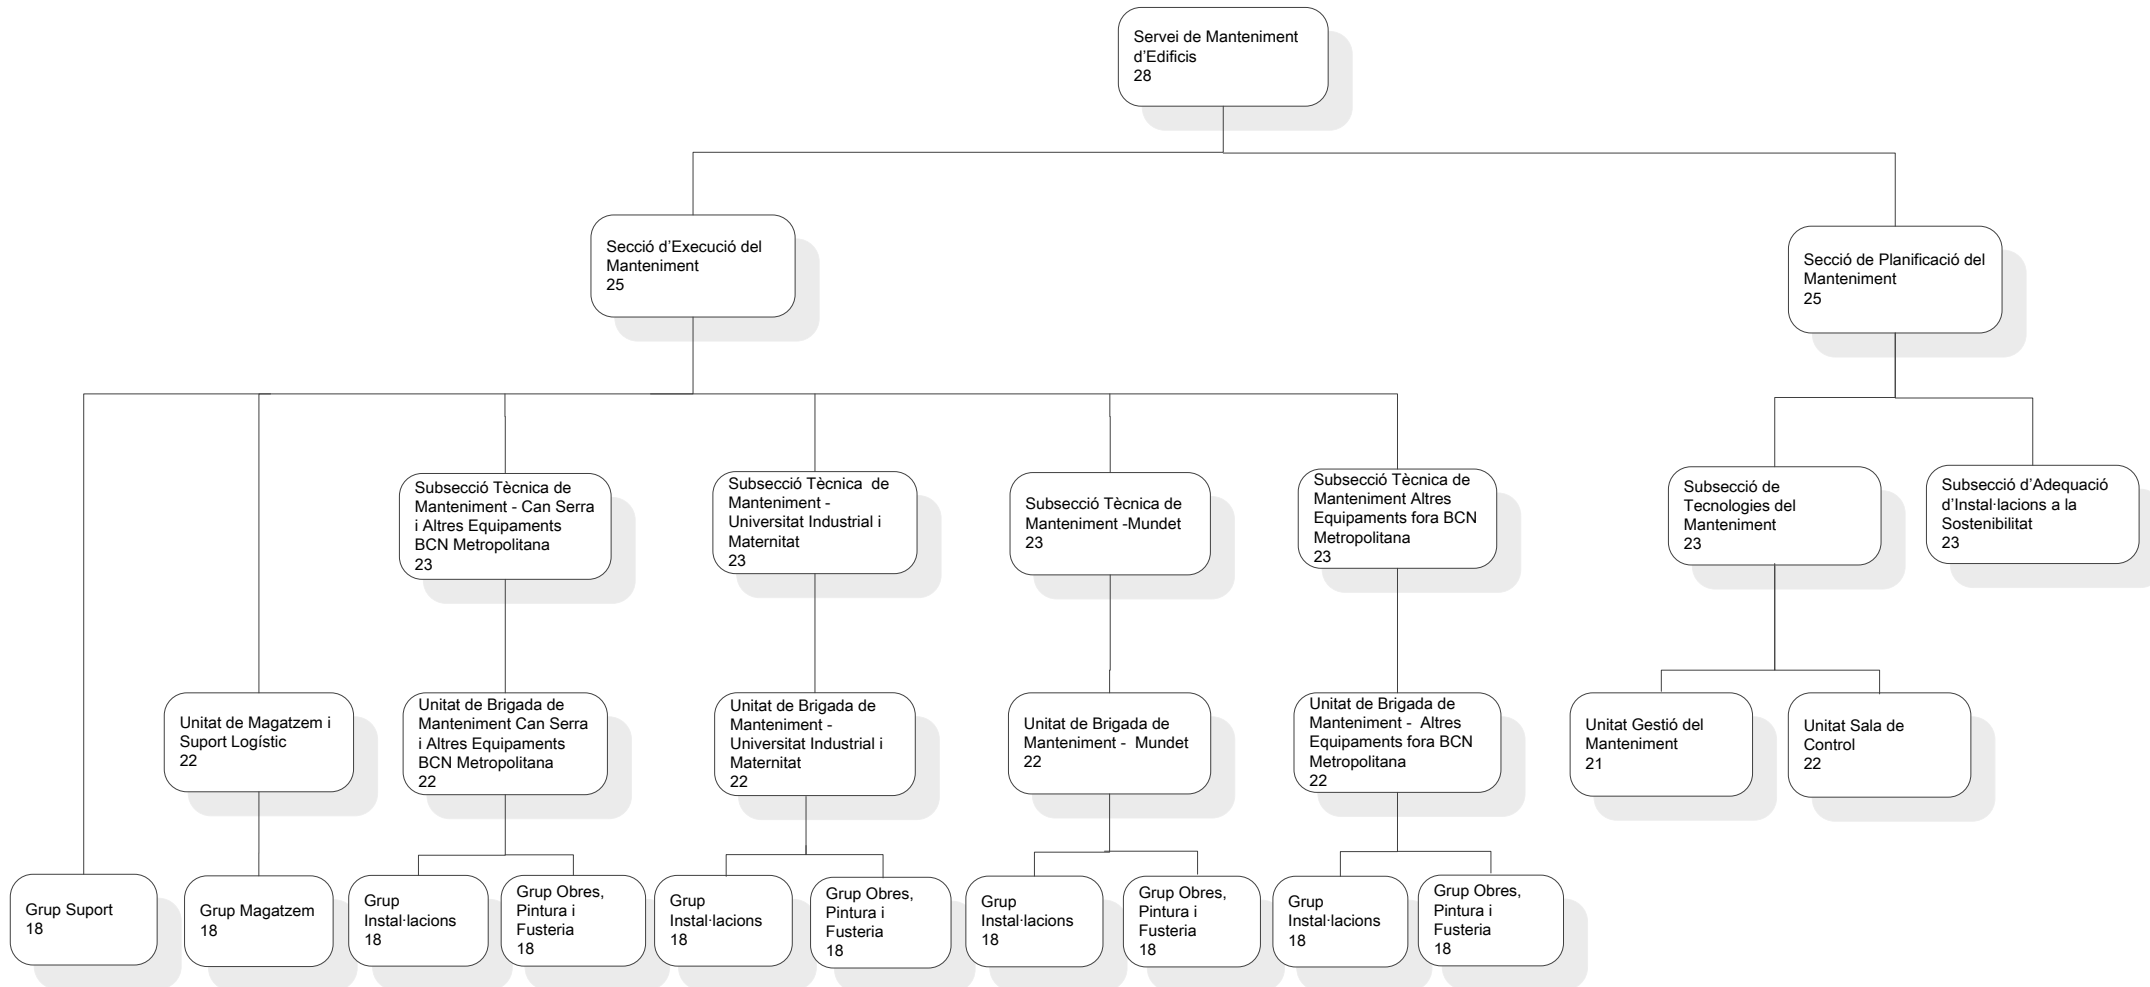 Servei de Manteniment
d’Edificis
28
Secció d’Execució del
Manteniment
25
Secció de Planificació del
Manteniment
25
Subsecció Tècnica de
Manteniment - Can Serra
i Altres Equipaments
BCN Metropolitana
23
Subsecció Tècnica  de
Manteniment -
Universitat Industrial i
Maternitat
23
Subsecció Tècnica de
Manteniment -Mundet
23
Subsecció Tècnica de
Manteniment Altres
Equipaments fora BCN
Metropolitana
23
Subsecció de
Tecnologies del
Manteniment
23
Subsecció d’Adequació
d’Instal·lacions a la
Sostenibilitat
23
Unitat de Magatzem i
Suport Logístic
22
Unitat de Brigada de
Manteniment Can Serra
i Altres Equipaments
BCN Metropolitana
22
Unitat de Brigada de
Manteniment -
Universitat Industrial i
Maternitat
22
Unitat de Brigada de
Manteniment -  Mundet
22
Unitat de Brigada de
Manteniment -  Altres
Equipaments fora BCN
Metropolitana
22
Unitat Gestió del
Manteniment
21
Unitat Sala de
Control
22
Grup Suport
18
Grup Magatzem
18
Grup
Instal·lacions
18
Grup Obres,
Pintura i
Fusteria
18
Grup
Instal·lacions
18
Grup Obres,
Pintura i
Fusteria
18
Grup
Instal·lacions
18
Grup Obres,
Pintura i
Fusteria
18
Grup
Instal·lacions
18
Grup Obres,
Pintura i
Fusteria
18